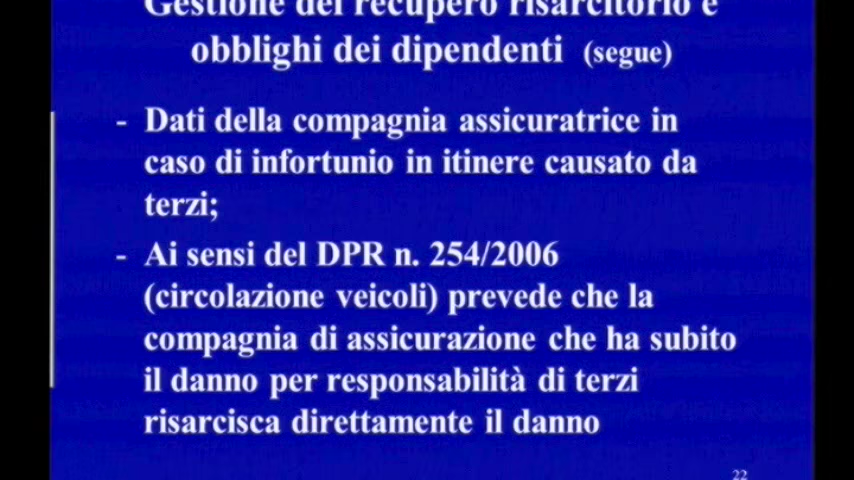 Gestione del recupero risarcitorio e
obblighi dei dipendenti (segue)
- Dati della compagnia assicuratrice in
caso di infortunio in itinere causato da
terzi;
- Ai sensi del DPR n. 254/2006
(circolazione veicoli) prevede che la
compagnia di assicurazione che ha subito
il danno per responsabilità di terzi
risarcisca direttamente il danno
22